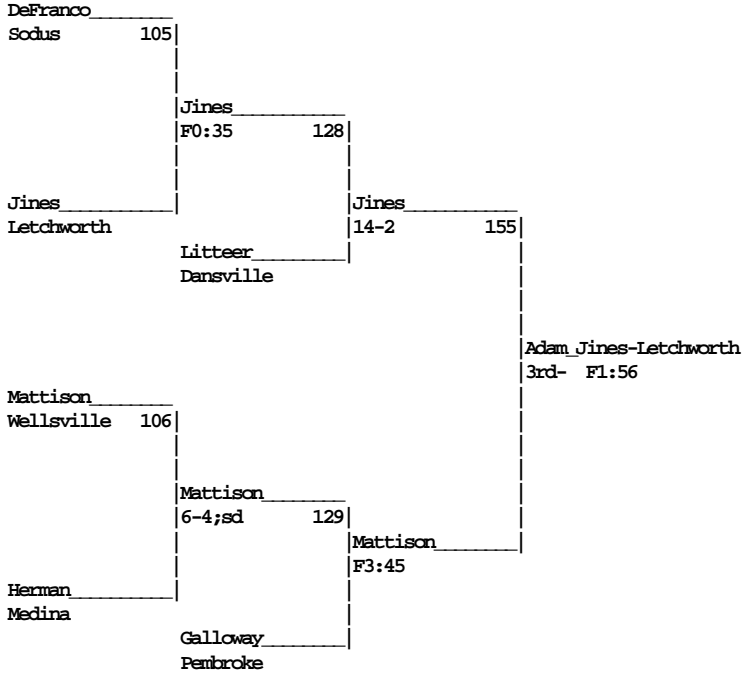 DeFranco
Sodus 105
Jines
F0:35 128
Jines
Letchworth
Jines
14-2 155
Litteer
Dansville
Adam_Jines-Letchworth
3rd- F1:56
Mattison
Wellsville 106
Mattison
6-4;sd 129
Mattison
F3:45
Herman
Medina
Galloway
Pembroke